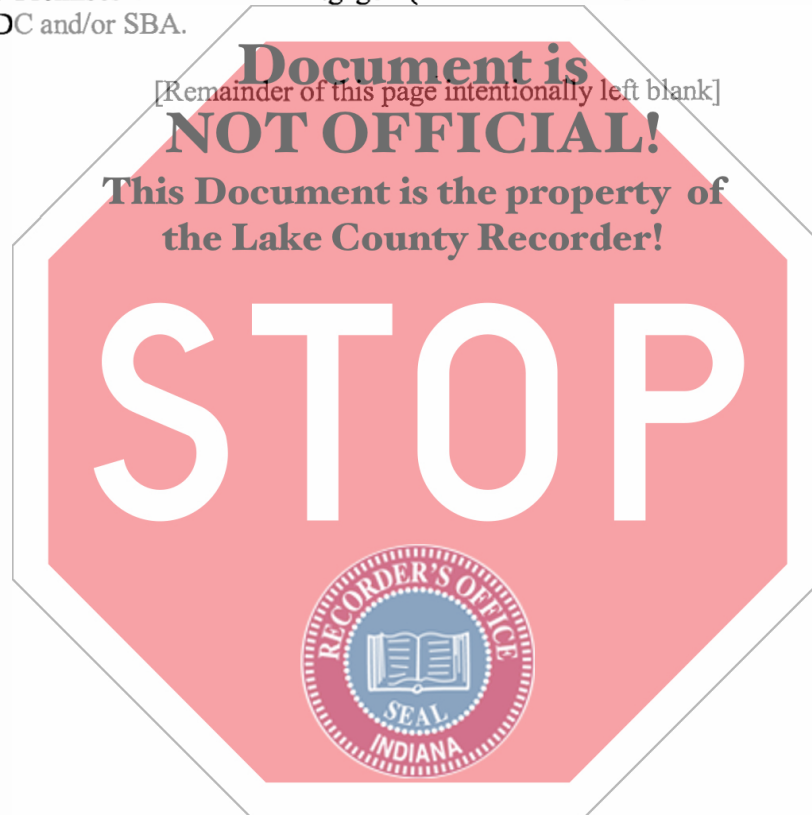 DC and/or SBA.
Document is
[Remainder of this page intentionally left blank]
NOT OFFICIAL!
This Document is the property of
the Lake County Recorder!
STOP
RECORDER'S OFFICE
SEAL
INDIANA